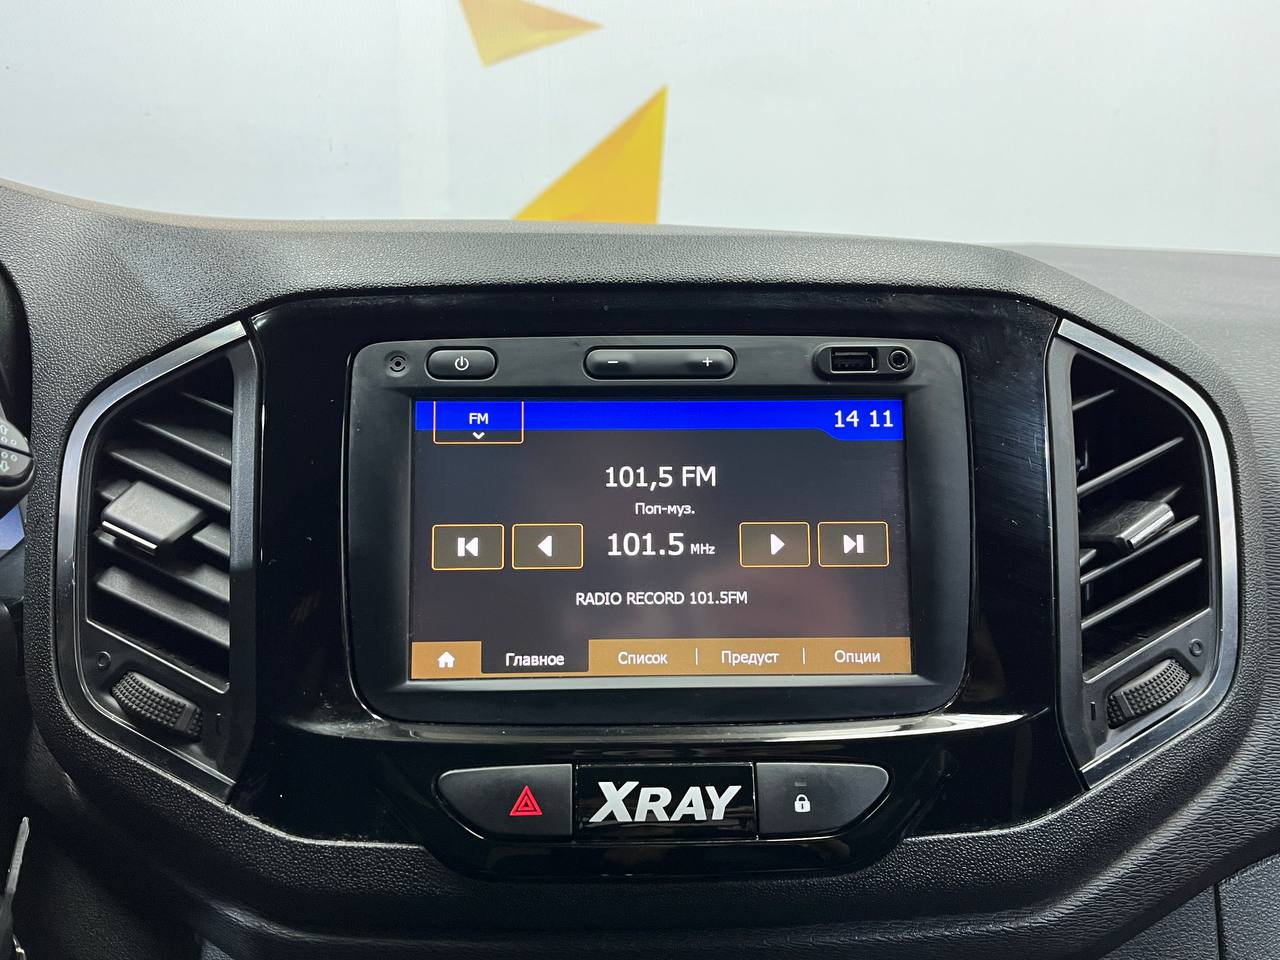 FM
14 11
101,5 FM
Поп-муз.
101.5 MHz
RADIO RECORD 101.5FM
Главное Список Предуст Опции
XRAY